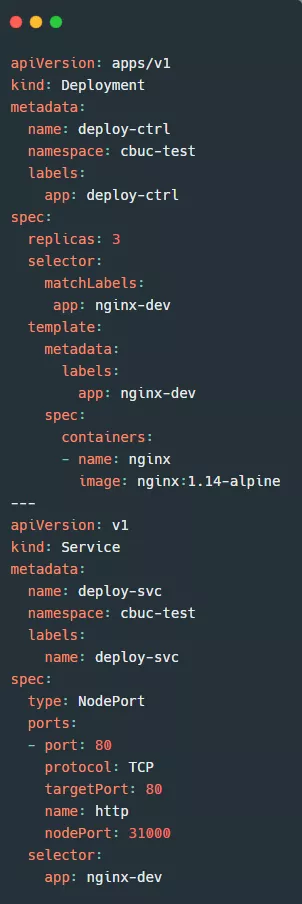 apiVersion: apps/v1
kind: Deployment
metadata:
  name: deploy-ctrl
  namespace: cbuc-test
  labels:
    app: deploy-ctrl
spec:
  replicas: 3
  selector:
    matchLabels:
     app: nginx-dev
  template:
    metadata:
      labels:
        app: nginx-dev
    spec:
      containers:
      - name: nginx
        image: nginx:1.14-alpine
---
apiVersion: v1
kind: Service
metadata:
  name: deploy-svc
  namespace: cbuc-test
  labels:
    name: deploy-svc
spec:
  type: NodePort
  ports:
  - port: 80
    protocol: TCP
    targetPort: 80
    name: http
    nodePort: 31000
  selector:
    app: nginx-dev